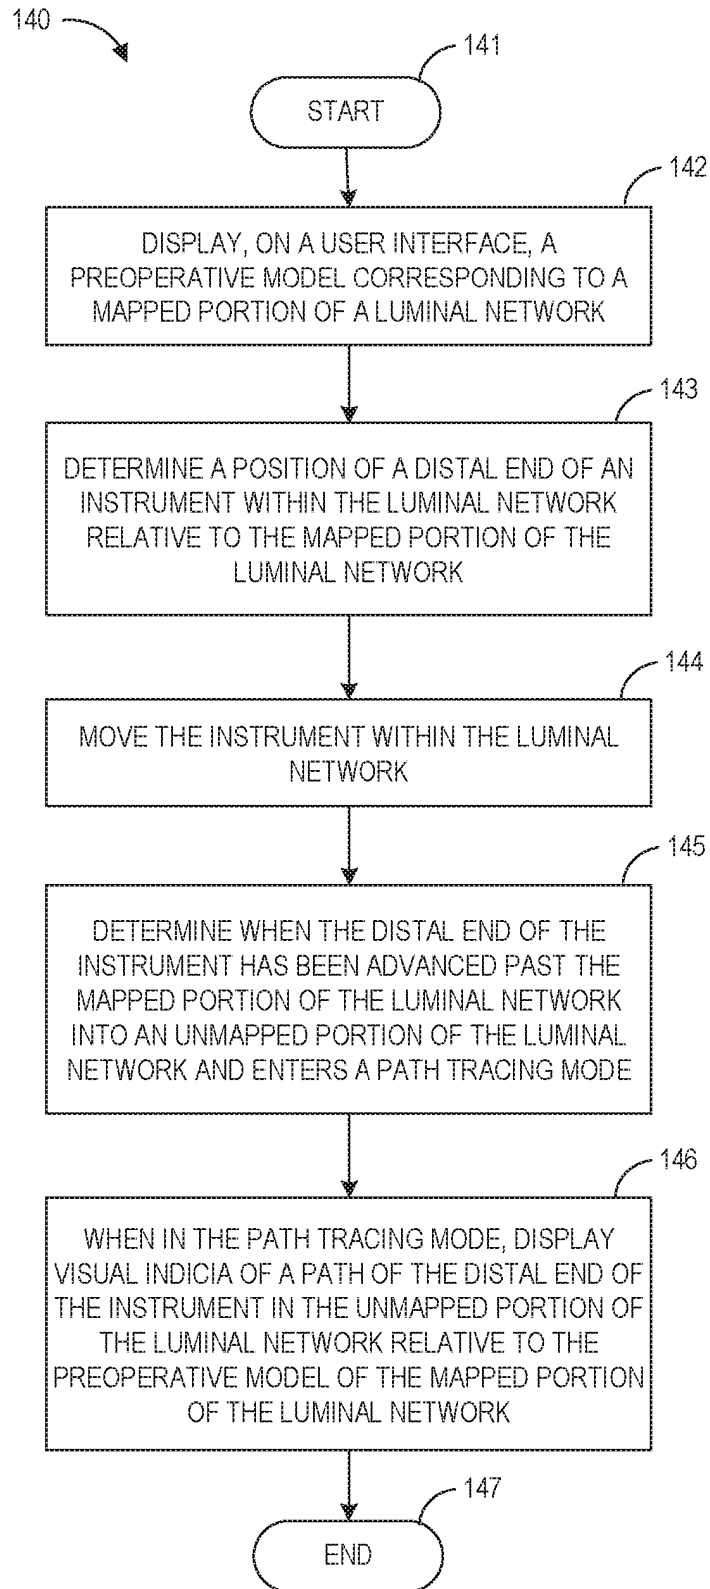 140
141
START
142
DISPLAY, ON A USER INTERFACE, A
PREOPERATIVE MODEL CORRESPONDING TO A
MAPPED PORTION OF A LUMINAL NETWORK
143
DETERMINE A POSITION OF A DISTAL END OF AN
INSTRUMENT WITHIN THE LUMINAL NETWORK
RELATIVE TO THE MAPPED PORTION OF THE
LUMINAL NETWORK
144
MOVE THE INSTRUMENT WITHIN THE LUMINAL
NETWORK
145
DETERMINE WHEN THE DISTAL END OF THE
INSTRUMENT HAS BEEN ADVANCED PAST THE
MAPPED PORTION OF THE LUMINAL NETWORK
INTO AN UNMAPPED PORTION OF THE LUMINAL
NETWORK AND ENTERS A PATH TRACING MODE
146
WHEN IN THE PATH TRACING MODE, DISPLAY
VISUAL INDICIA OF A PATH OF THE DISTAL END OF
THE INSTRUMENT IN THE UNMAPPED PORTION OF
THE LUMINAL NETWORK RELATIVE TO THE
PREOPERATIVE MODEL OF THE MAPPED PORTION
OF THE LUMINAL NETWORK
147
END